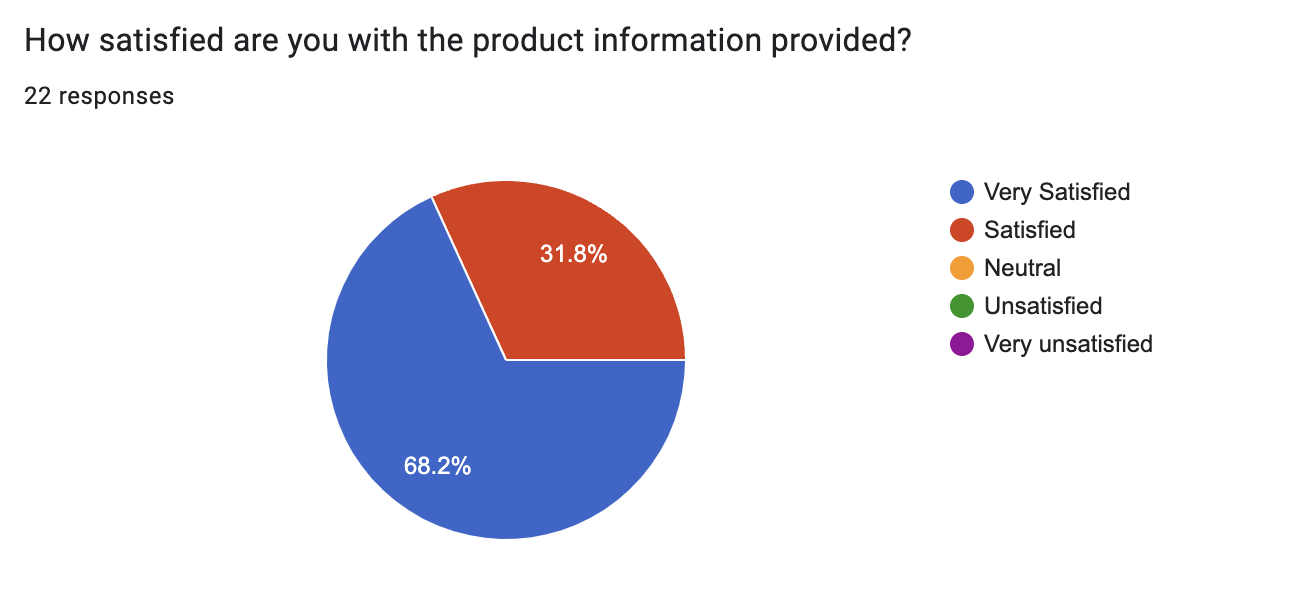 How satisfied are you with the product information provided?
22 responses
31.8%
68.2%
Very Satisfied
Satisfied
Neutral
Unsatisfied
Very unsatisfied